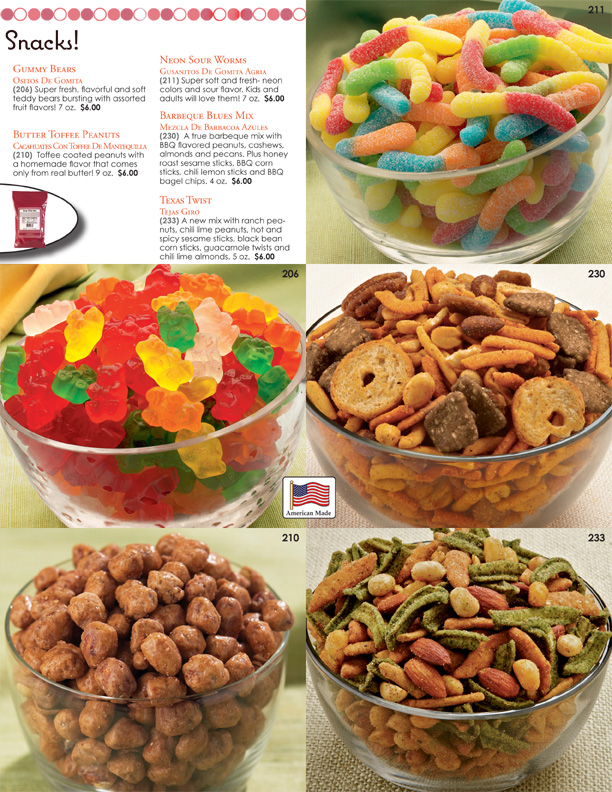 Snacks!
Gummy Bears
Ositos De Gomita
(206) Super fresh, flavorful and soft
teddy bears bursting with assorted
fruit flavors! 7 oz. $6.00
Butter Toffee Peanuts
Cacahuates Con Toffee De Mantequilla
(210) Toffee coated peanuts with
a homemade flavor that comes
only from real butter! 9 oz. $6.00
Neon Sour Worms
Gusanitos De Gomita Agria
(211) Super soft and fresh- neon
colors and sour flavor. Kids and
adults will love them! 7 oz. $6.00
Barbeque Blues Mix
Mezcla De Barbacoa Azules
(230) A true barbeque mix with
BBQ flavored peanuts, cashews,
almonds and pecans. Plus honey
roast sesame sticks, BBQ corn
sticks, chili lemon sticks and BBQ
bagel chips. 4 oz. $6.00
Texas Twist
Tejas Giro
(233) A new mix with ranch pea-
nuts, chili lime peanuts, hot and
spicy sesame sticks, black bean
corn sticks, guacamole twists and
chili lime almonds. 5 oz. $6.00
211
206
230
American Made
210
233